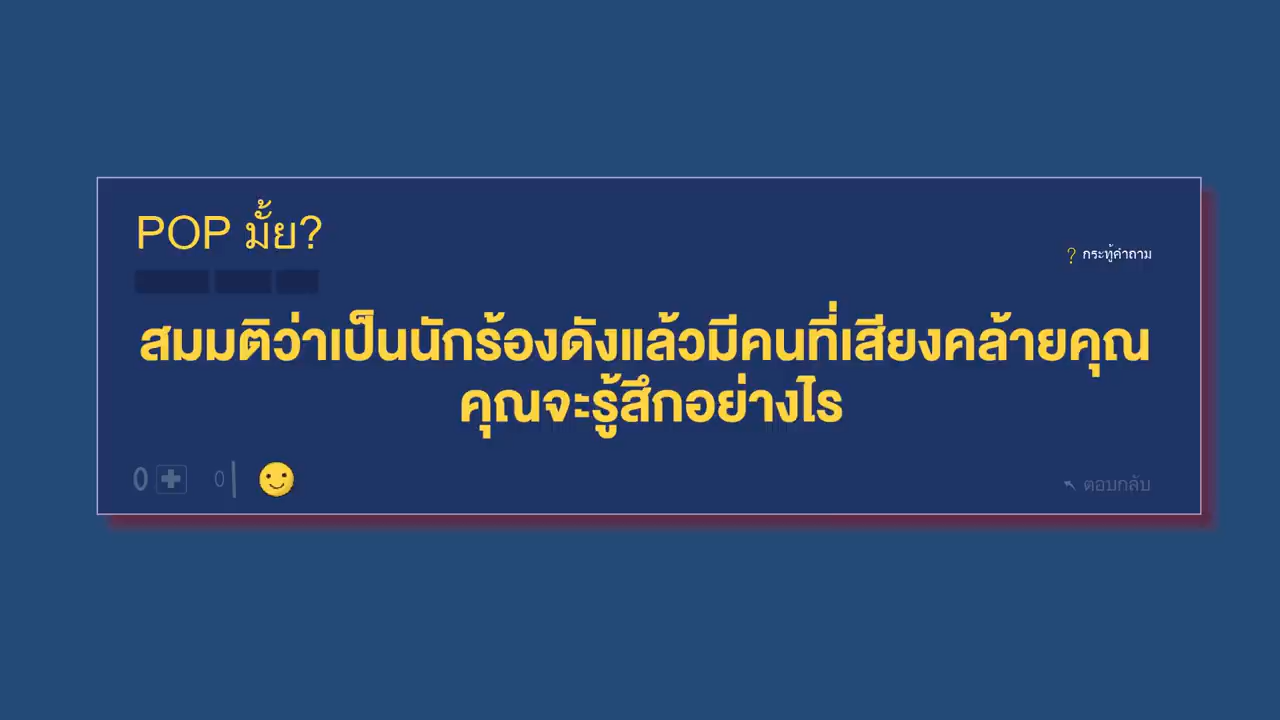 POP มั้ย?
? กระทู้คำถาม
สมมติว่าเป็นนักร้องดังแล้วมีคนที่เสียงคล้ายคุณ
คุณจะรู้สึกอย่างไร
0 0
ตอบกลับ